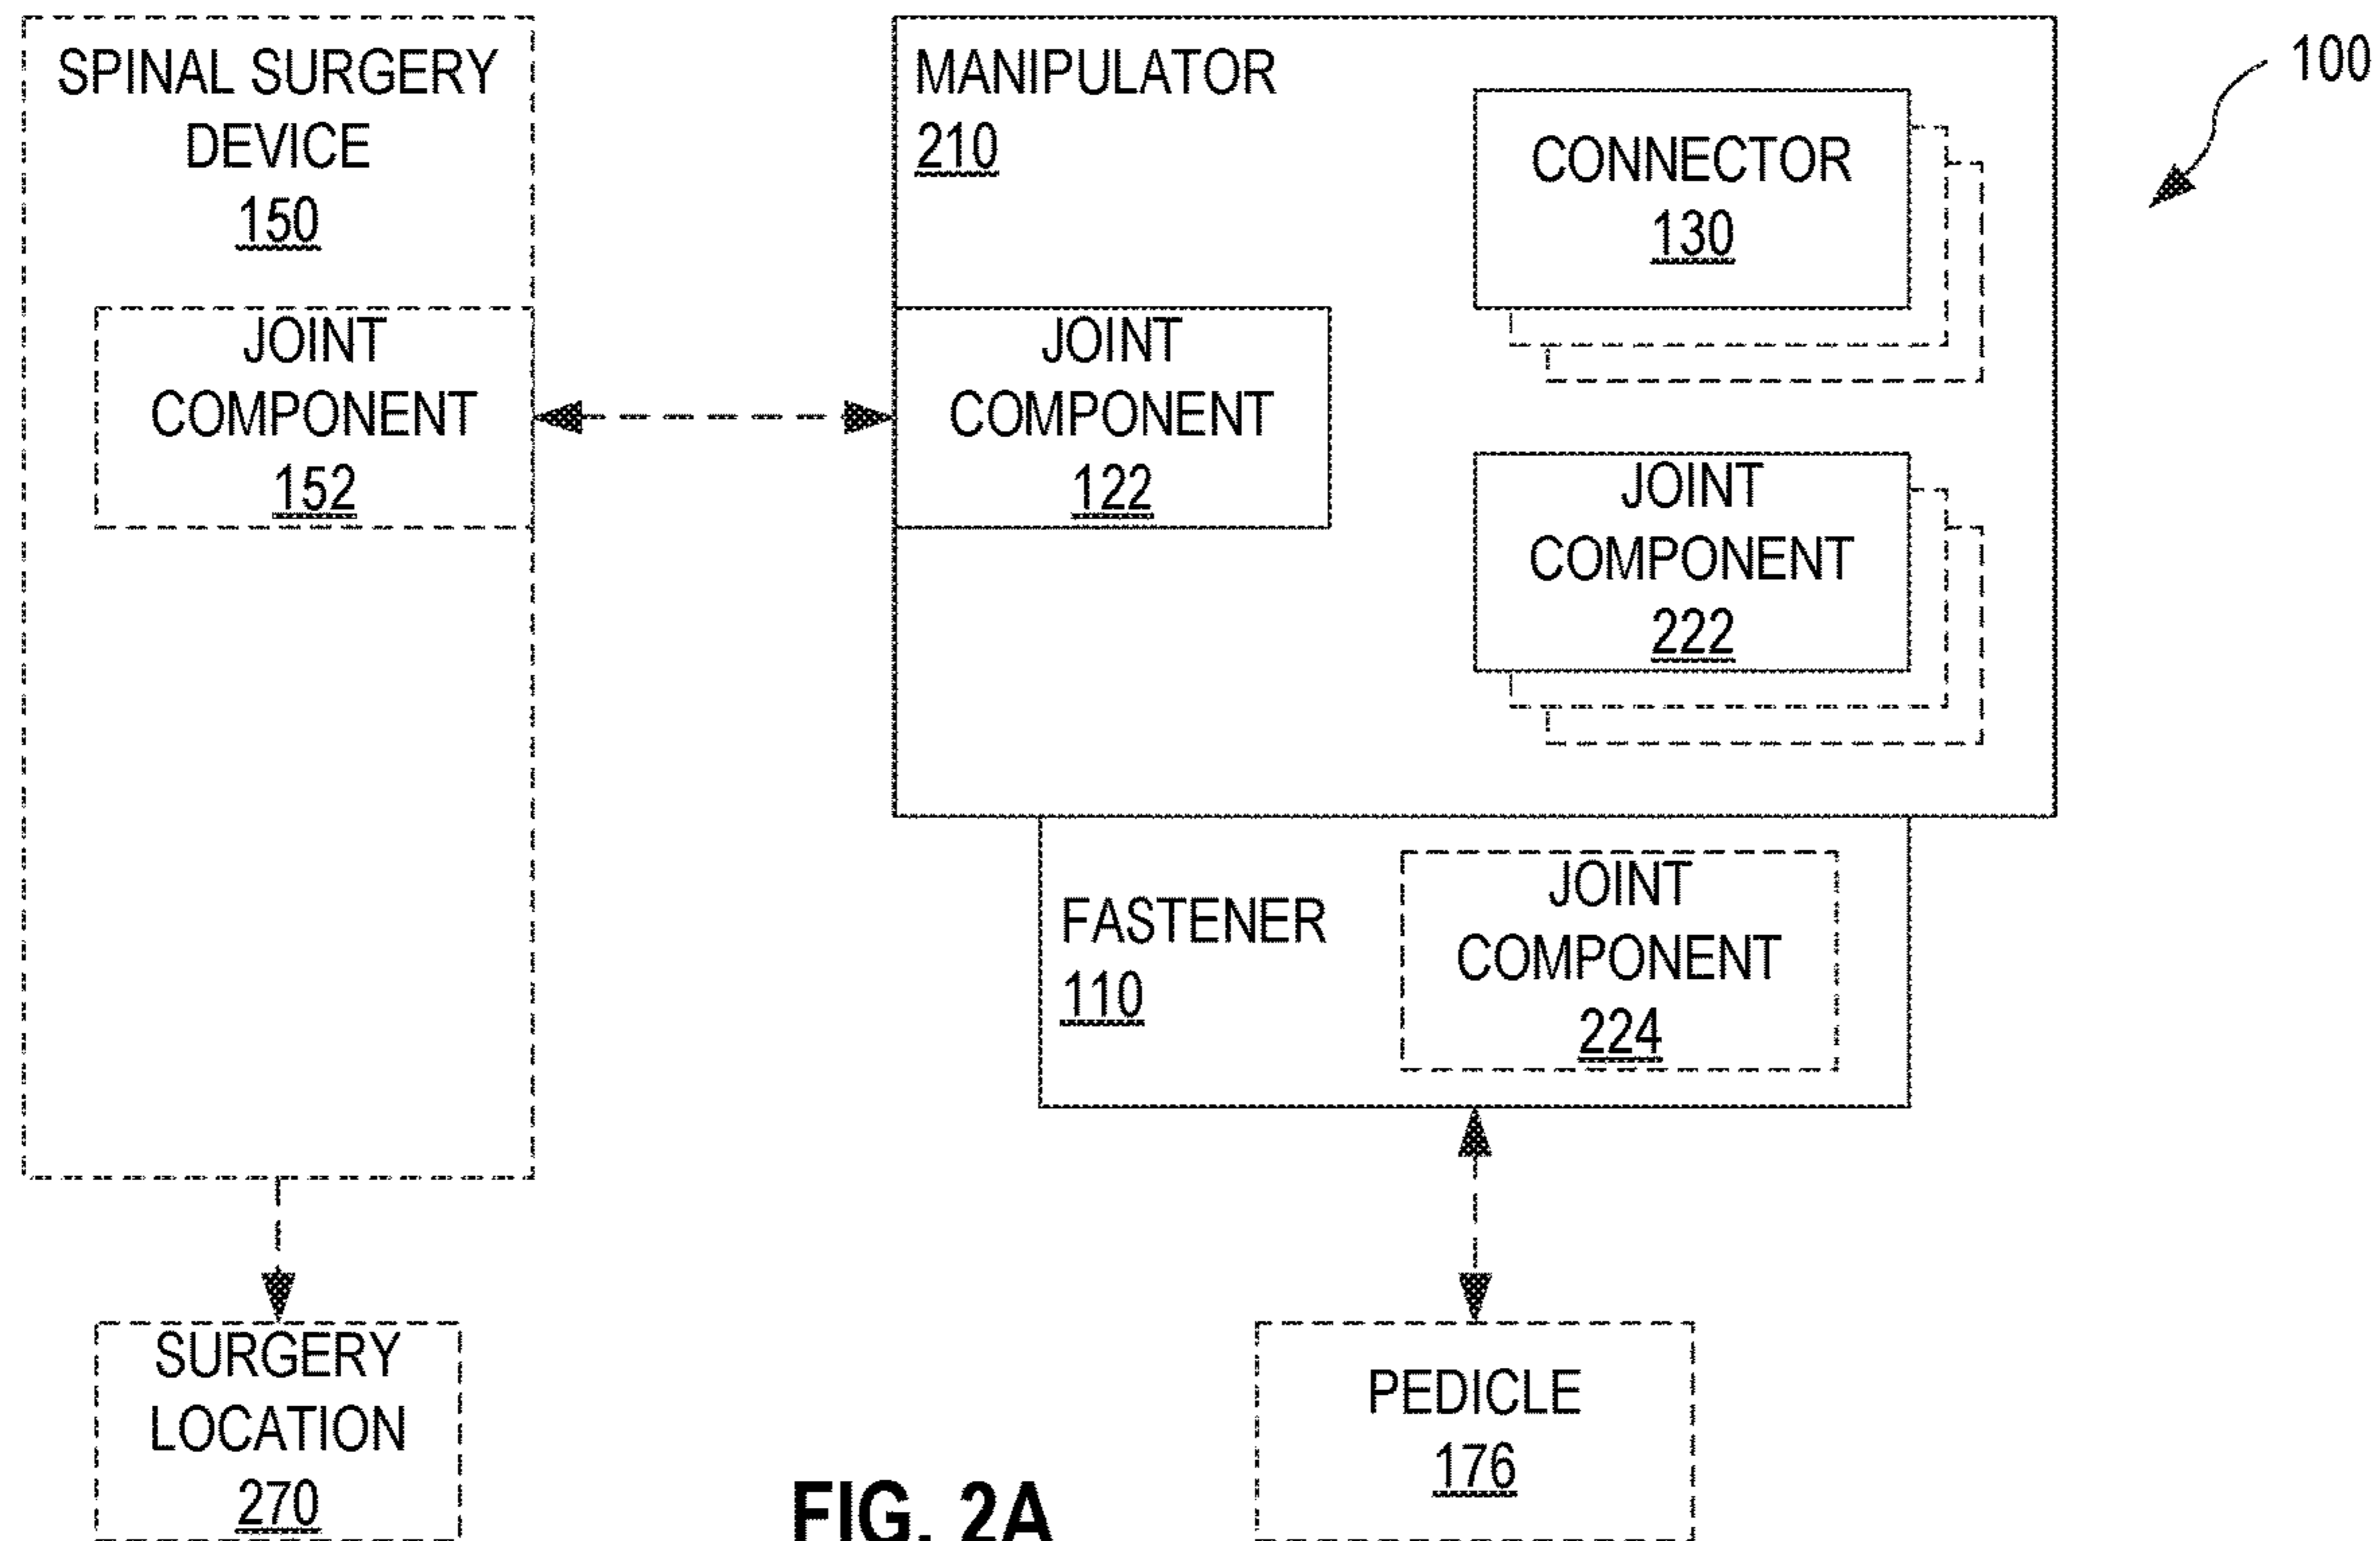 SPINAL SURGERY
DEVICE
150
JOINT
COMPONENT
152
MANIPULATOR
210
CONNECTOR
130
JOINT
COMPONENT
122
JOINT
COMPONENT
222
100
FASTENER
110
JOINT
COMPONENT
224
SURGERY
LOCATION
270
PEDICLE
176
FIG. 2A